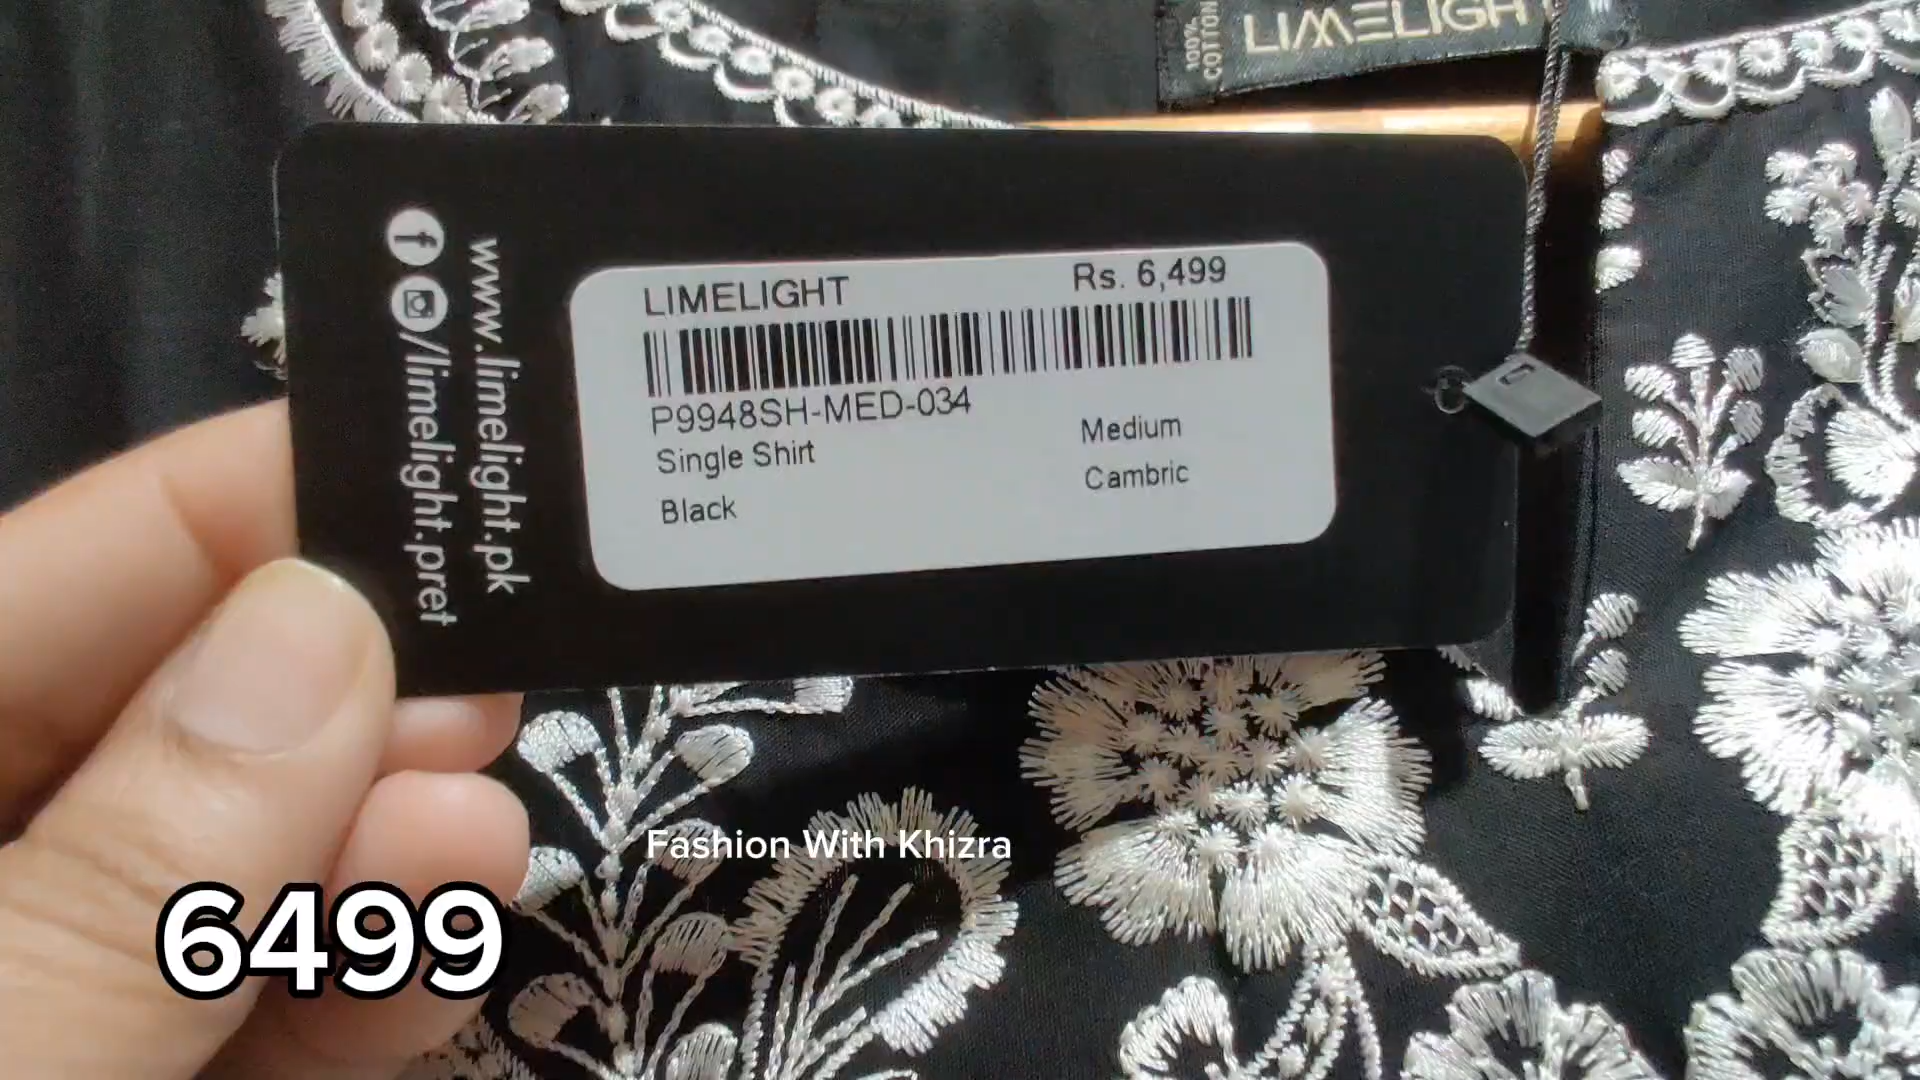 100%
COTTON
LIMELIGHT
www.limelight.pk
/limelight.pret
LIMELIGHT Rs. 6,499
P9948SH-MED-034
Single Shirt Medium
Black Cambric
Fashion With Khizra
6499